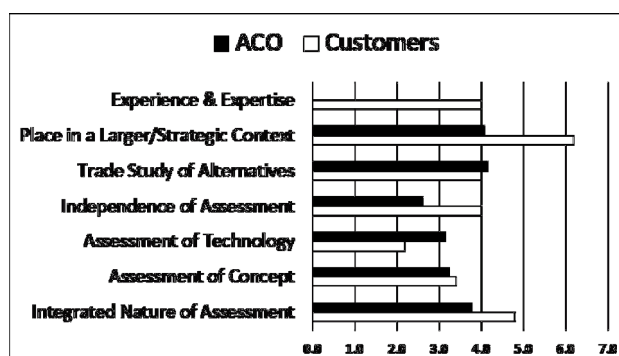 ACO Customers
Experience & Expertise
Place in a Larger/Strategic Context
Trade Study of Alternatives
Independence of Assessment
Assessment of Technology
Assessment of Concept
Integrated Nature of Assessment
0.0 1.0 2.0 3.0 4.0 5.0 6.0 7.0